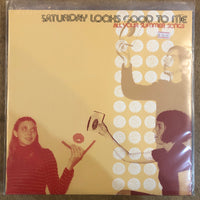 SATURDAY LOOKS GOOD TO ME
ALL YOUR SUMMER SONGS